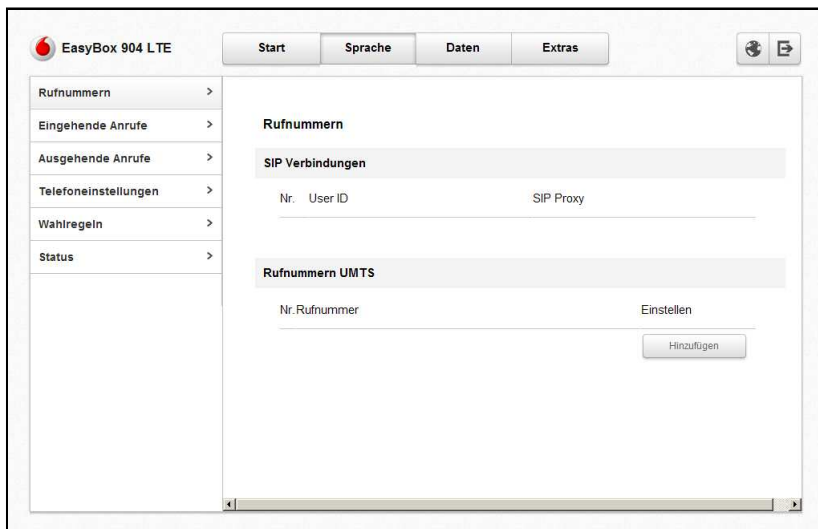 EasyBox 904 LTE
Start
Sprache
Daten
Extras
Rufnummern
Eingehende Anrufe
Ausgehende Anrufe
Telefoneinstellungen
Wahlregeln
Status
Rufnummern
SIP Verbindungen
Nr. User ID SIP Proxy
Rufnummern UMTS
Nr. Rufnummer Einstellen
Hinzufügen